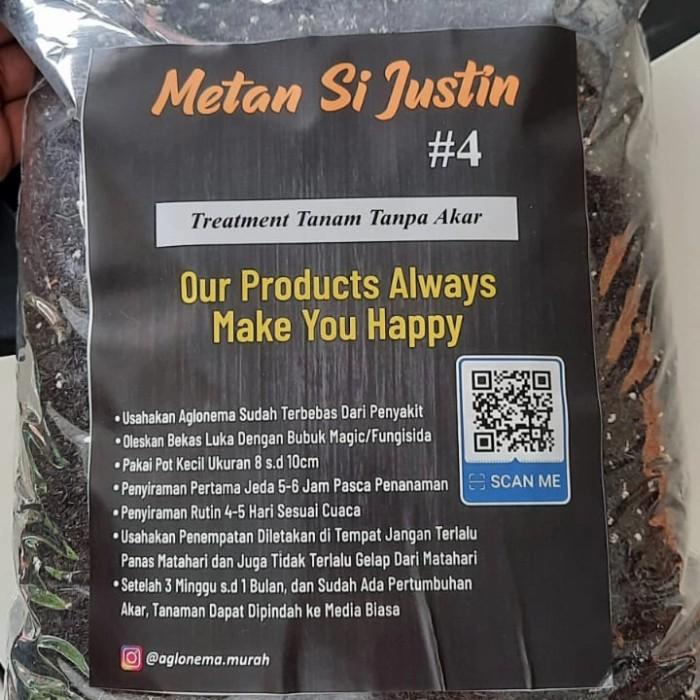 Metan Si Justin
#4
Treatment Tanam Tanpa Akar
Our Products Always
Make You Happy
• Usahakan Aglonema Sudah Terbebas Dari Penyakit
• Oleskan Bekas Luka Dengan Bubuk Magic/Fungisida
• Pakai Pot Kecil Ukuran 8 s.d 10cm
• Penyiraman Pertama Jeda 5-6 Jam Pasca Penanaman
• Penyiraman Rutin 4-5 Hari Sesuai Cuaca
• Usahakan Penempatan Diletakan di Tempat Jangan Terlalu
Panas Matahari dan Juga Tidak Terlalu Gelap Dari Matahari
• Setelah 3 Minggu s.d 1 Bulan, dan Sudah Ada Pertumbuhan
Akar, Tanaman Dapat Dipindah ke Media Biasa
SCAN ME
@aglonema.murah